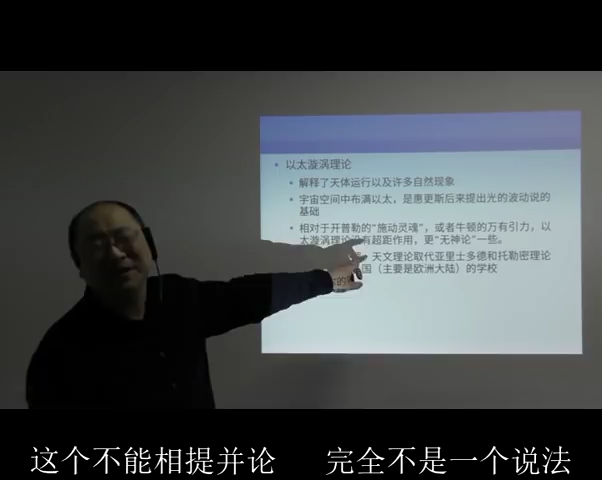 以太漩涡理论
解释了天体运行以及许多自然现象
宇宙空间中布满以太，是惠更斯后来提出光的波动说的
基础
相对于开普勒的“施动灵魂”，或者牛顿的万有引力，以
太漩涡理论没有超距作用，更“无神论”一些。
天文理论取代亚里士多德和托勒密理论
国（主要是欧洲大陆）的学校
这个不能相提并论 完全不是一个说法